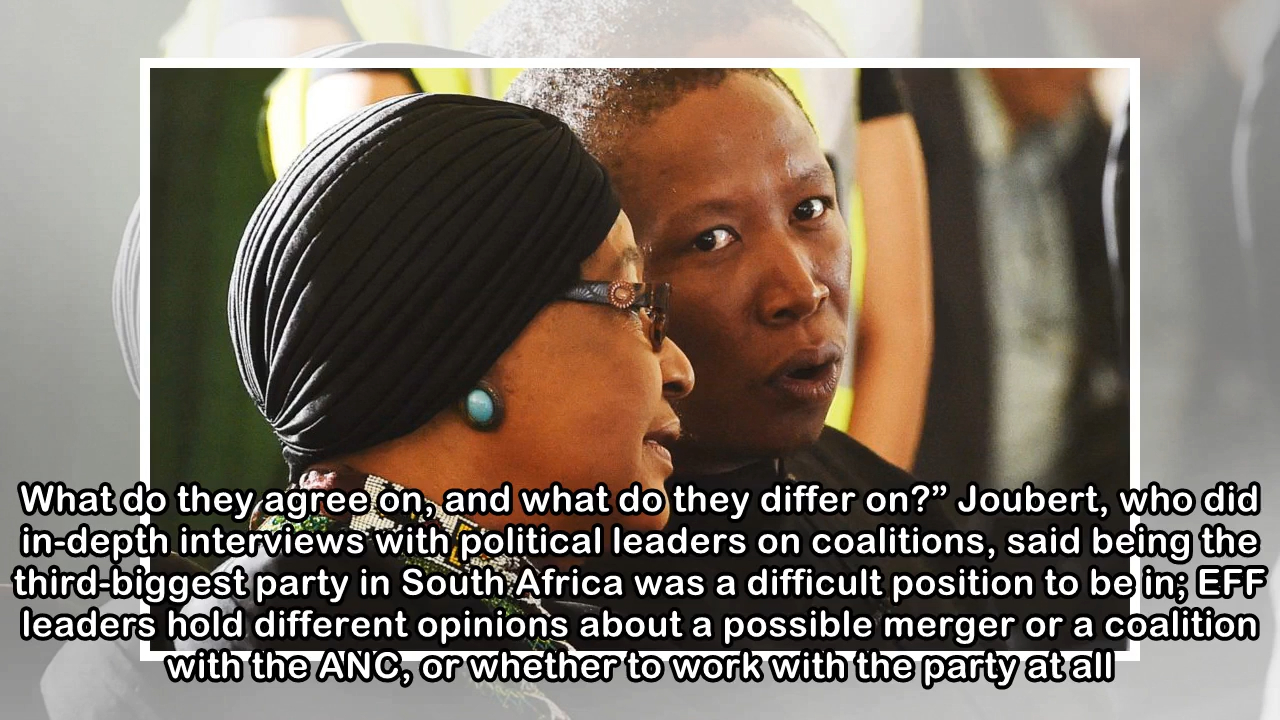 What do they agree on, and what do they differ on?” Joubert, who did
in-depth interviews with political leaders on coalitions, said being the
third-biggest party in South Africa was a difficult position to be in; EFF
leaders hold different opinions about a possible merger or a coalition
with the ANC, or whether to work with the party at all